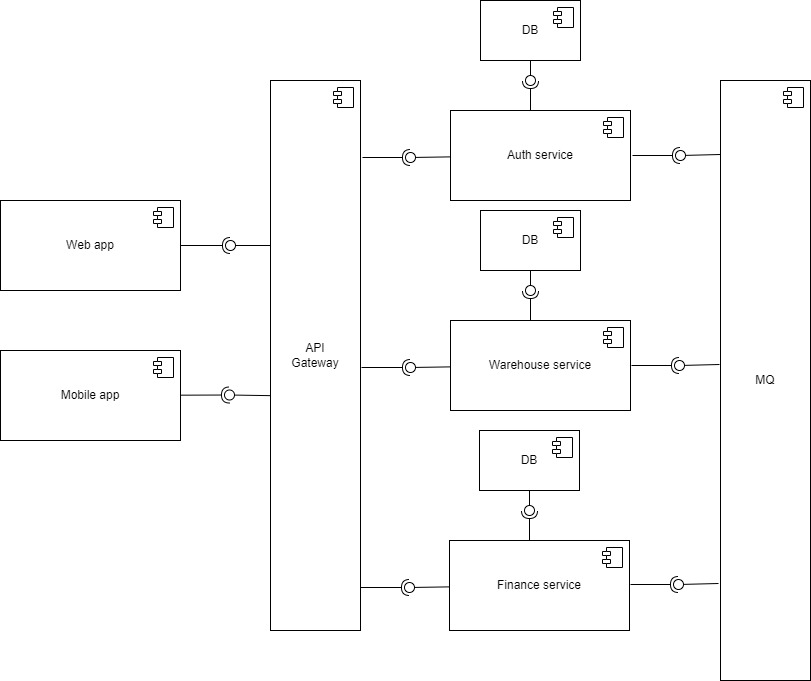 DB
Auth service
Web app
DB
API
Gateway
Warehouse service
MQ
Mobile app
DB
Finance service